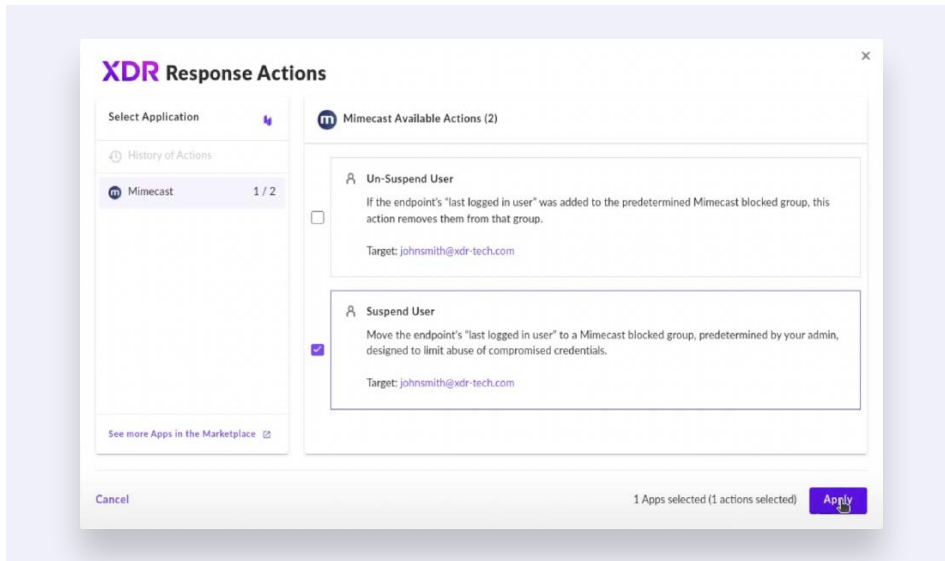 XDR Response Actions
Select Application
History of Actions
Mimecast 1 / 2
See more Apps in the Marketplace
m Mimecast Available Actions (2)
Un-Suspend User
If the endpoint's "last logged in user" was added to the predetermined Mimecast blocked group, this
action removes them from that group.
Target: johnsmith@xdr-tech.com
Suspend User
Move the endpoint's "last logged in user" to a Mimecast blocked group, predetermined by your admin,
designed to limit abuse of compromised credentials.
Target: johnsmith@xdr-tech.com
Cancel
1 Apps selected (1 actions selected)
Apply